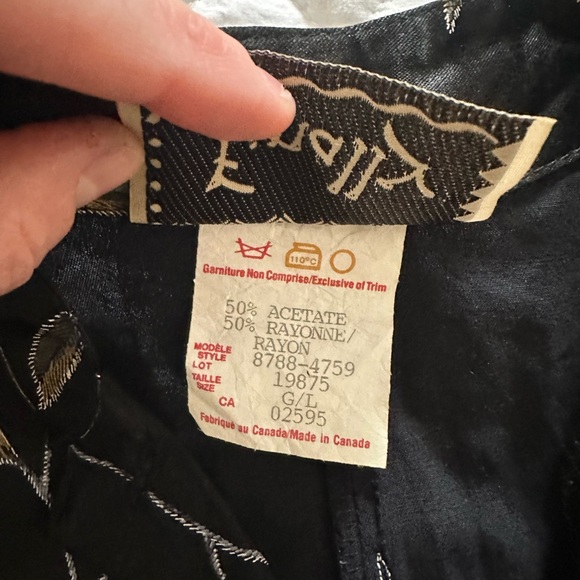 110°C
Garniture Non Comprise/Exclusive of Trim
50% ACETATE
50% RAYONNE/
RAYON
MODÈLE
STYLE 8788-4759
LOT 19875
TAILLE
SIZE G/L
CA 02595
Fabriqué au Canada/Made in Canada